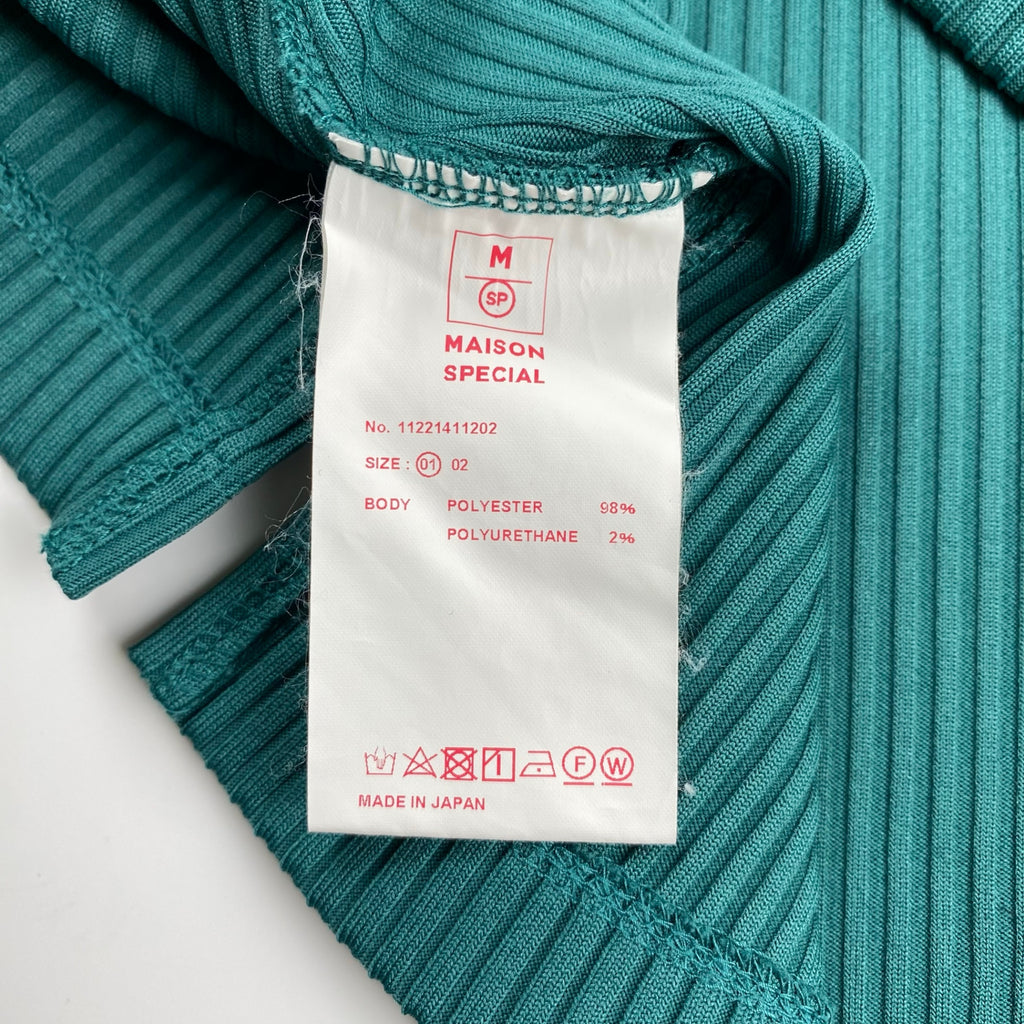 M
SP
MAISON
SPECIAL
No. 11221411202
SIZE : 01 02
BODY POLYESTER 98%
POLYURETHANE 2%
F W
MADE IN JAPAN